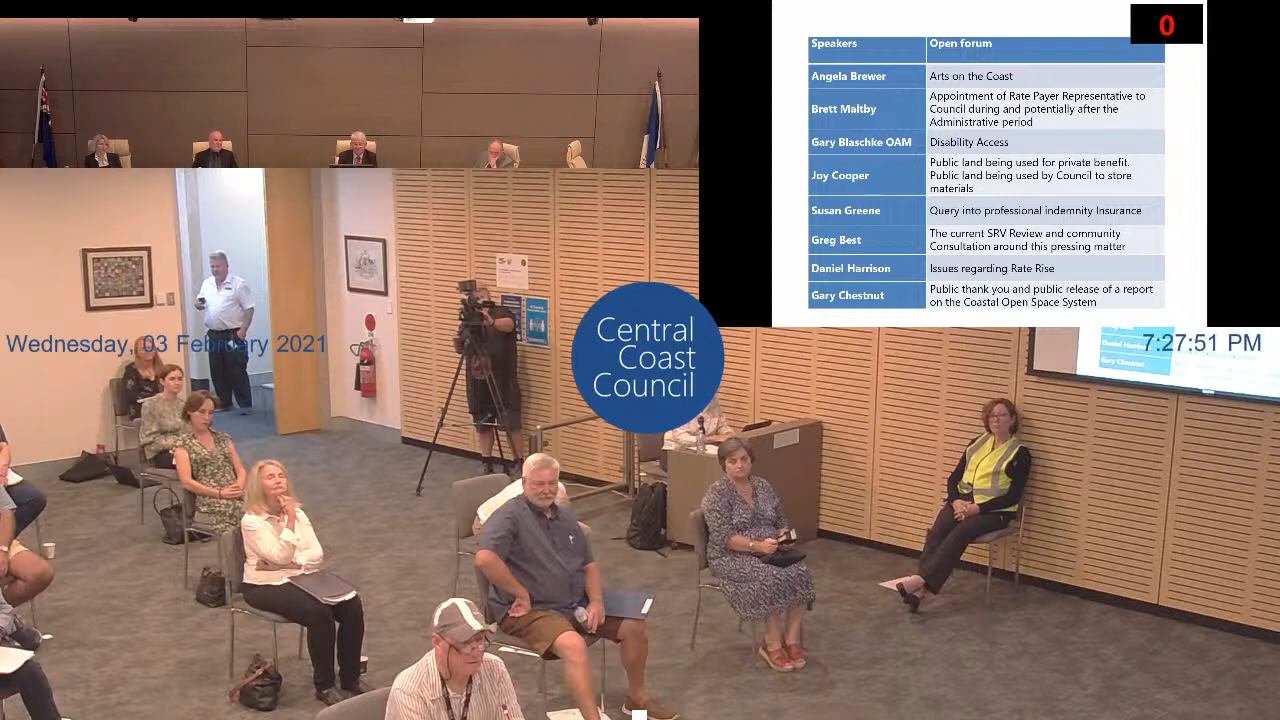 0
Speakers Open forum
Angela Brewer Arts on the Coast
Brett Maltby Appointment of Rate Payer Representative to
Council during and potentially after the
Administrative period
Gary Blaschke OAM Disability Access
Joy Cooper Public land being used for private benefit.
Public land being used by Council to store
materials
Susan Greene Query into professional indemnity Insurance
Greg Best The current SRV Review and community
Consultation around this pressing matter
Daniel Harrison Issues regarding Rate Rise
Gary Chestnut Public thank you and public release of a report
on the Coastal Open Space System
Wednesday, 03 February 2021
Central
Coast
Council
7:27:51 PM
Daniel Harris
Gary Chestnut